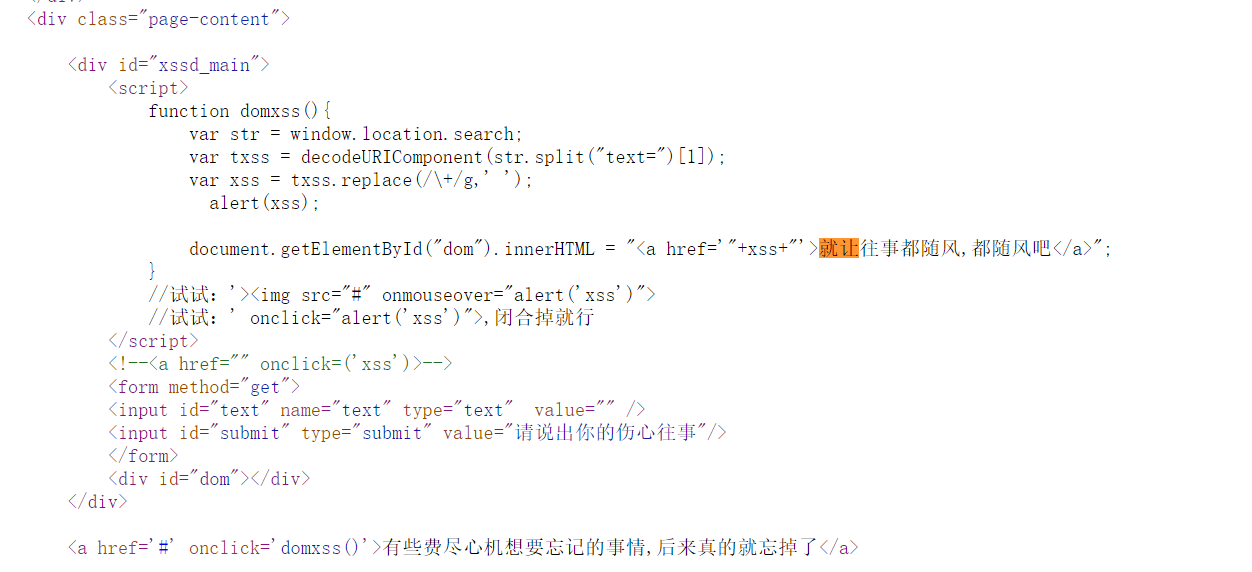 </div>
<div class="page-content">
<div id="xssd_main">
<script>
function domxss(){
var str = window.location.search;
var txss = decodeURIComponent(str.split("text=")[1]);
var xss = txss.replace(/\+/g,' ');
alert(xss);
document.getElementById("dom").innerHTML = "<a href='"+xss+"'>就让往事都随风,都随风吧</a>";
}
//试试：'><img src="#" onmouseover="alert('xss')">
//试试：' onclick="alert('xss')">,闭合掉就行
</script>
<!--<a href="" onclick=('xss')>-->
<form method="get">
<input id="text" name="text" type="text"  value="" />
<input id="submit" type="submit" value="请说出你的伤心往事"/>
</form>
<div id="dom"></div>
</div>
<a href='#' onclick='domxss()'>有些费尽心机想要忘记的事情,后来真的就忘掉了</a>